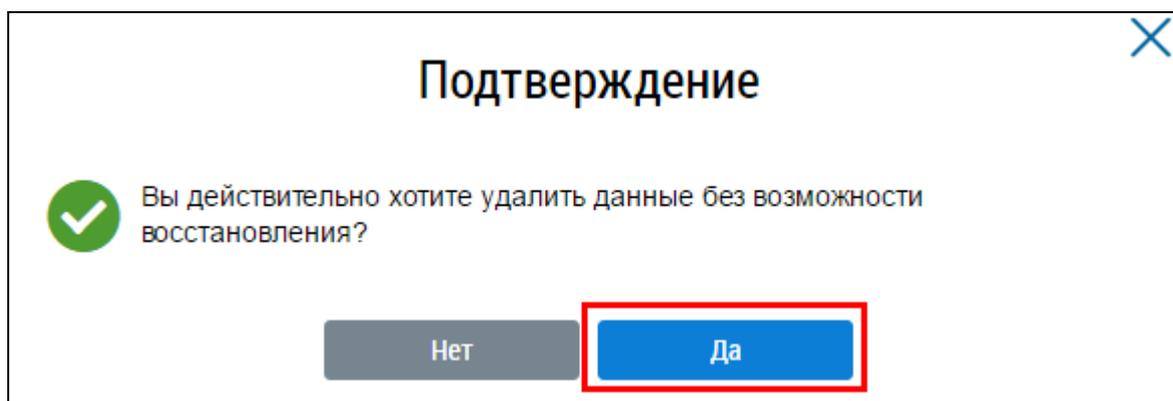 Подтверждение
Вы действительно хотите удалить данные без возможности
восстановления?
Нет
Да